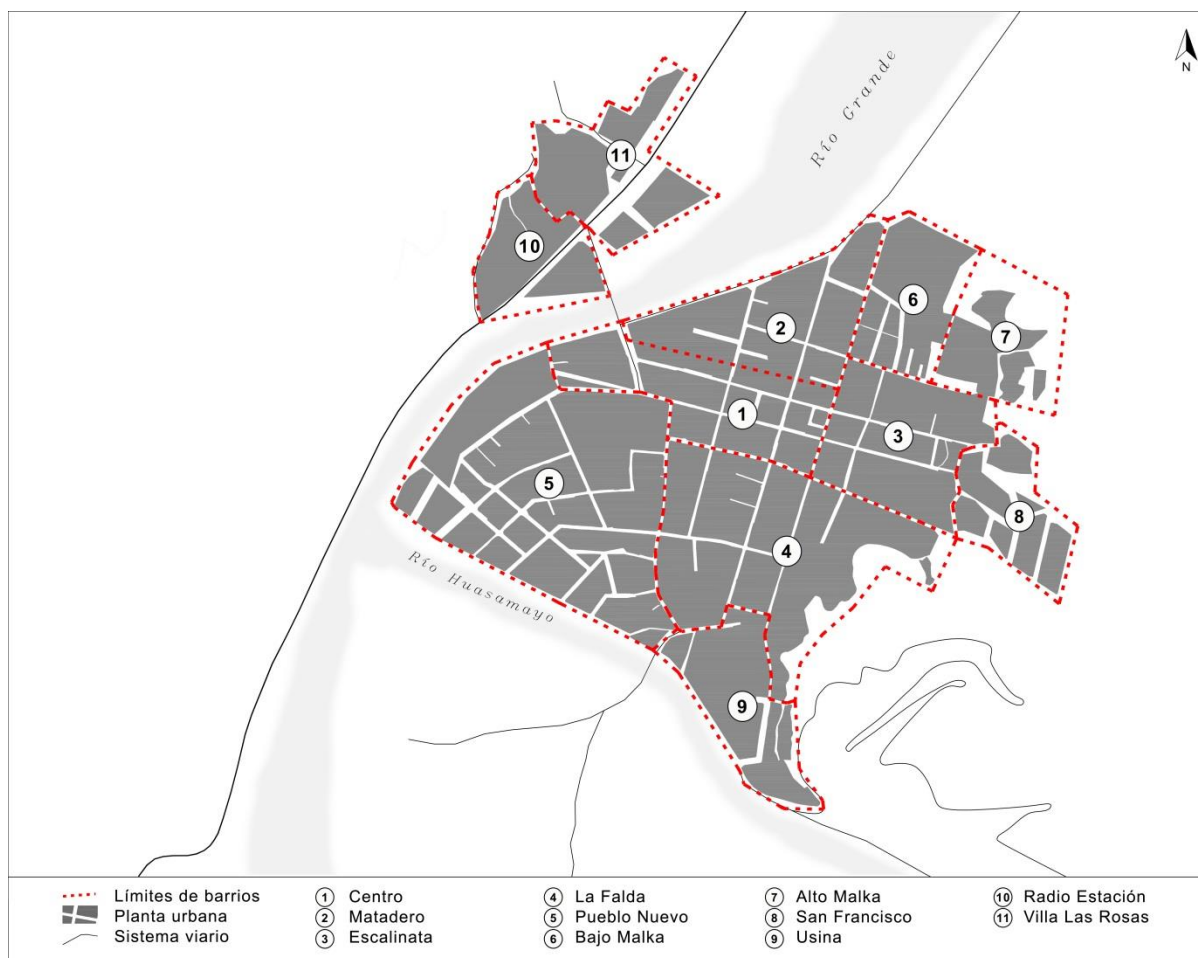 N
Río Grande
11
10
6
2
7
1
3
5
8
4
Río Huasamayo
9
Límites de barrios
Planta urbana
Sistema viario
1 Centro
2 Matadero
3 Escalinata
4 La Falda
5 Pueblo Nuevo
6 Bajo Malka
7 Alto Malka
8 San Francisco
9 Usina
10 Radio Estación
11 Villa Las Rosas